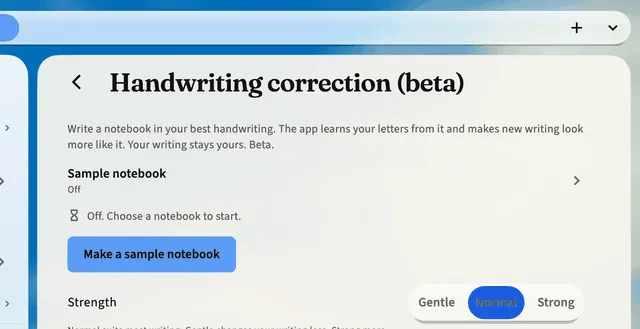 Handwriting correction (beta)
Write a notebook in your best handwriting. The app learns your letters from it and makes new writing look
more like it. Your writing stays yours. Beta.
Sample notebook
Off
Off. Choose a notebook to start.
Make a sample notebook
Strength
Gentle
Normal
Strong